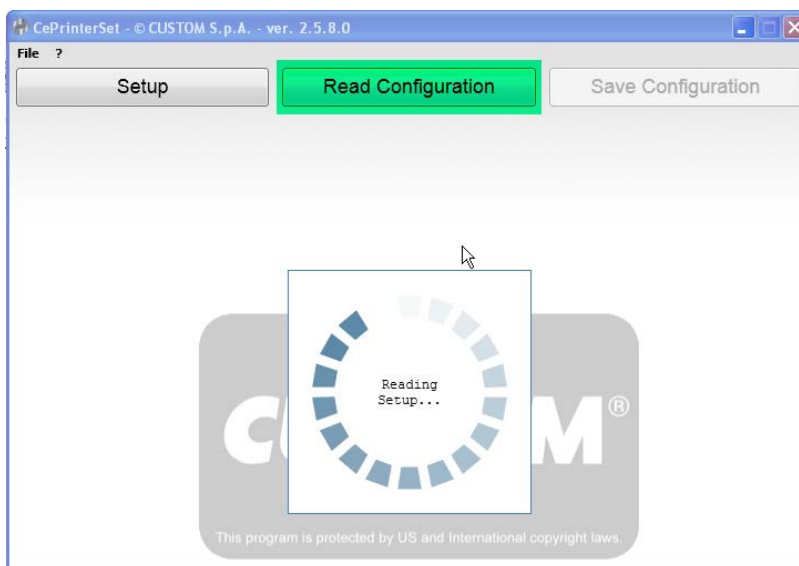 CePrinterSet - © CUSTOM S.p.A. - ver. 2.5.8.0
File ?
Setup Read Configuration Save Configuration
Reading
Setup...
This program is protected by US and International copyright laws.